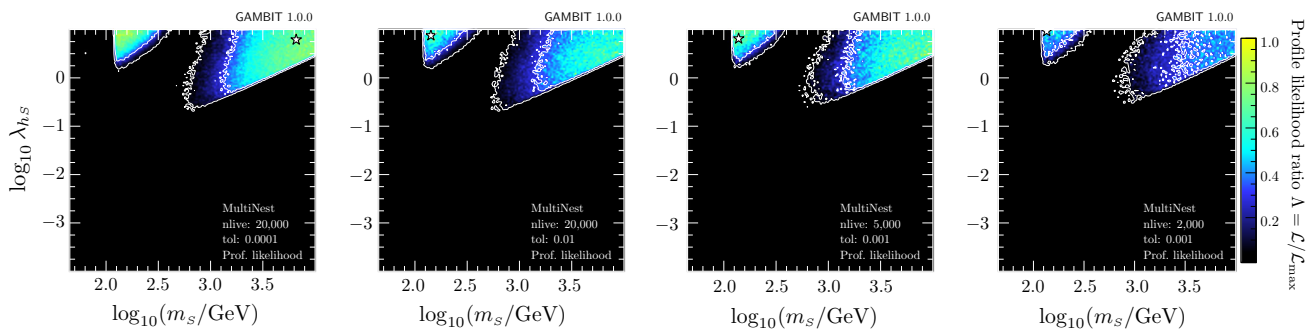 GAMBIT 1.0.0
GAMBIT 1.0.0
GAMBIT 1.0.0
GAMBIT 1.0.0
log₁₀ λ_hS
0
−1
−2
−3
MultiNest
nlive: 20,000
tol: 0.0001
Prof. likelihood
2.0 2.5 3.0 3.5
log₁₀(m_S/GeV)
0
−1
−2
−3
MultiNest
nlive: 20,000
tol: 0.01
Prof. likelihood
2.0 2.5 3.0 3.5
log₁₀(m_S/GeV)
0
−1
−2
−3
MultiNest
nlive: 5,000
tol: 0.001
Prof. likelihood
2.0 2.5 3.0 3.5
log₁₀(m_S/GeV)
0
−1
−2
−3
MultiNest
nlive: 2,000
tol: 0.001
Prof. likelihood
2.0 2.5 3.0 3.5
log₁₀(m_S/GeV)
1.0
0.8
0.6
0.4
0.2
Profile likelihood ratio Λ = ℒ/ℒ_max